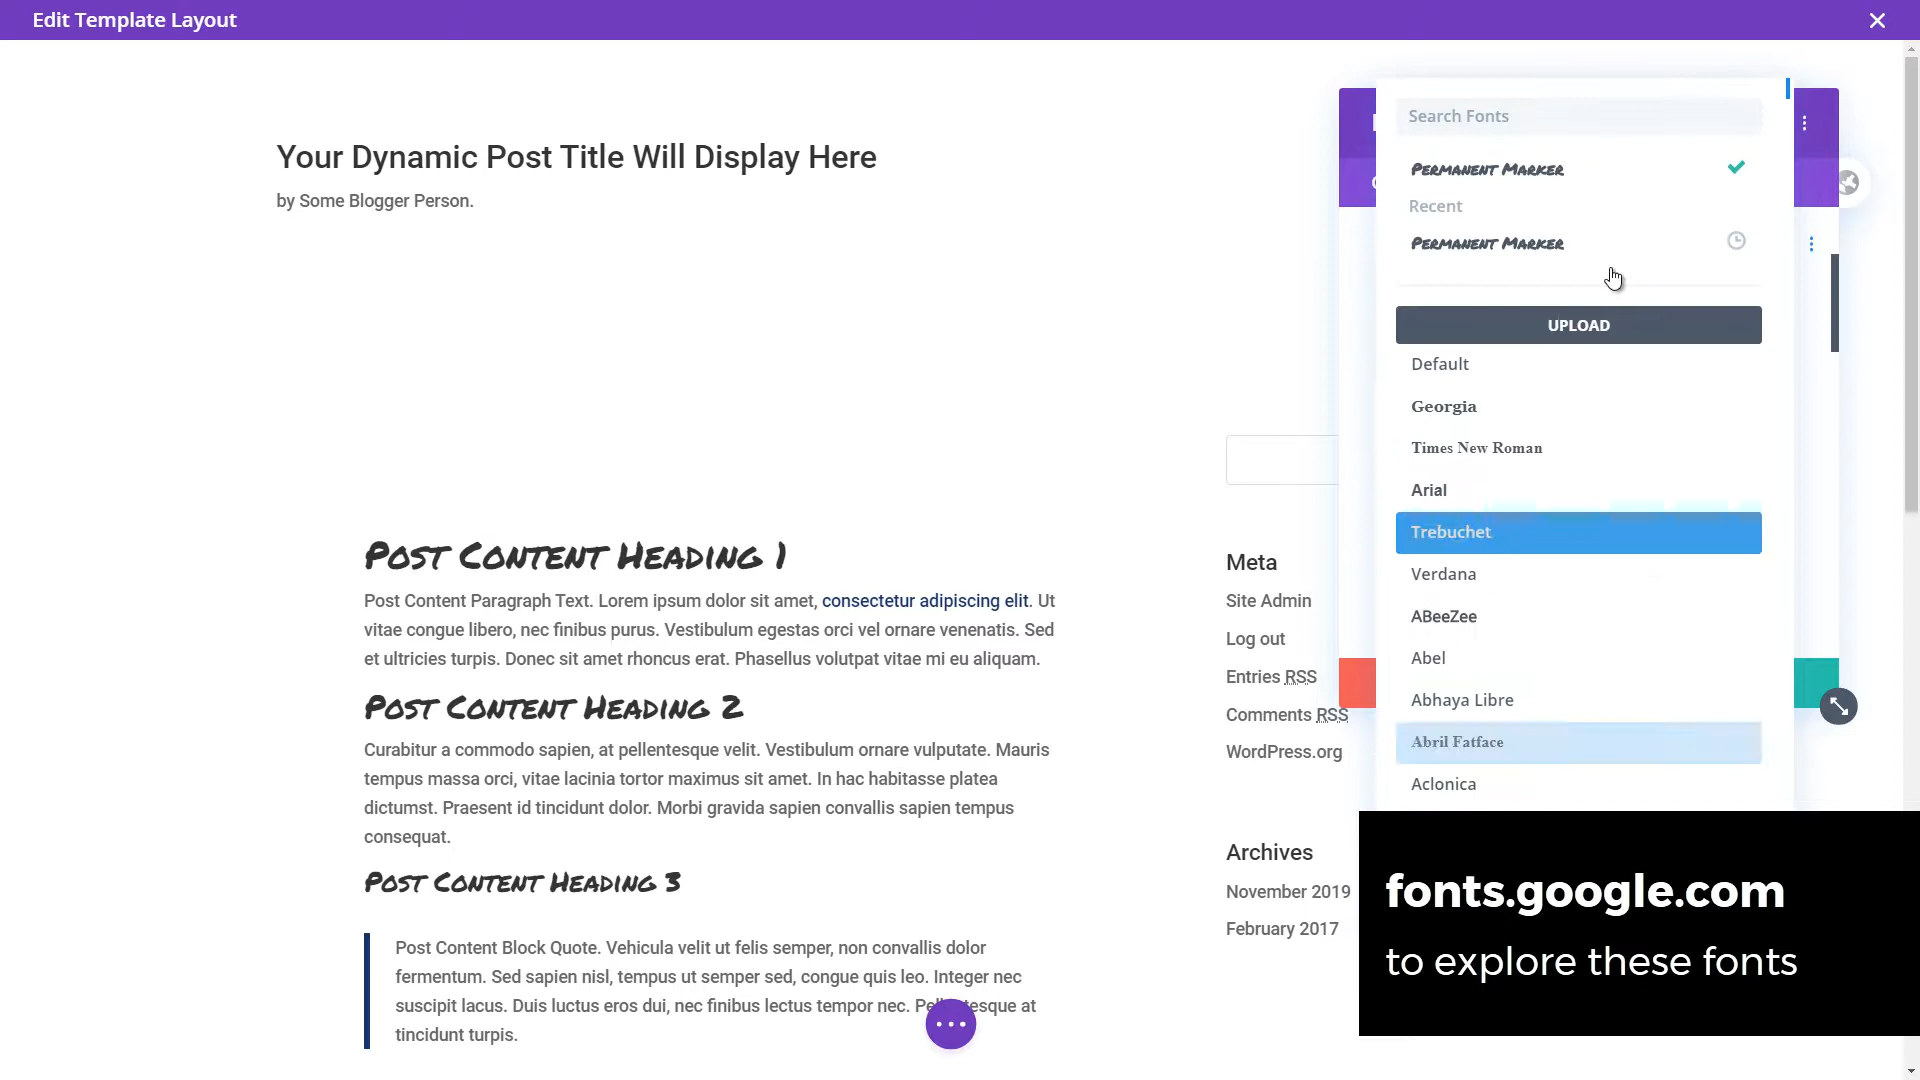 Edit Template Layout
Your Dynamic Post Title Will Display Here
by Some Blogger Person.
Post Content Heading 1
Post Content Paragraph Text. Lorem ipsum dolor sit amet, consectetur adipiscing elit. Ut
vitae congue libero, nec finibus purus. Vestibulum egestas orci vel ornare venenatis. Sed
et ultricies turpis. Donec sit amet rhoncus erat. Phasellus volutpat vitae mi eu aliquam.
Post Content Heading 2
Curabitur a commodo sapien, at pellentesque velit. Vestibulum ornare vulputate. Mauris
tempus massa orci, vitae lacinia tortor maximus sit amet. In hac habitasse platea
dictumst. Praesent id tincidunt dolor. Morbi gravida sapien convallis sapien tempus
consequat.
Post Content Heading 3
Post Content Block Quote. Vehicula velit ut felis semper, non convallis dolor
fermentum. Sed sapien nisl, tempus ut semper sed, congue quis leo. Integer nec
suscipit lacus. Duis luctus eros dui, nec finibus lectus tempor nec. Pellentesque at
tincidunt turpis.
Meta
Site Admin
Log out
Entries RSS
Comments RSS
WordPress.org
Archives
November 2019
February 2017
Search Fonts
Permanent Marker
Recent
Permanent Marker
UPLOAD
Default
Georgia
Times New Roman
Arial
Trebuchet
Verdana
ABeeZee
Abel
Abhaya Libre
Abril Fatface
Aclonica
fonts.google.com
to explore these fonts